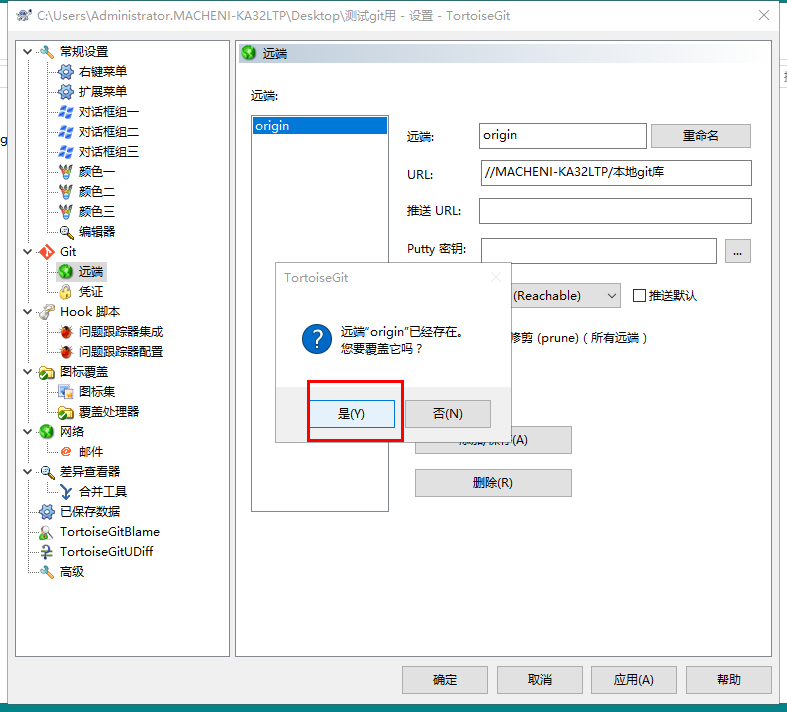 C:\Users\Administrator.MACHENI-KA32LTP\Desktop\测试git用 - 设置 - TortoiseGit
常规设置
右键菜单
扩展菜单
对话框组一
对话框组二
对话框组三
颜色一
颜色二
颜色三
编辑器
Git
远端
凭证
Hook 脚本
问题跟踪器集成
问题跟踪器配置
图标覆盖
图标集
覆盖处理器
网络
邮件
差异查看器
合并工具
已保存数据
TortoiseGitBlame
TortoiseGitUDiff
高级
远端
远端:
origin
远端: origin 重命名
URL: //MACHENI-KA32LTP/本地git库
推送 URL:
Putty 密钥: ...
(Reachable) 推送默认
修剪 (prune) ( 所有远端 )
TortoiseGit
远端“origin”已经存在。
您要覆盖它吗？
是(Y) 否(N)
删除(R)
确定 取消 应用(A) 帮助